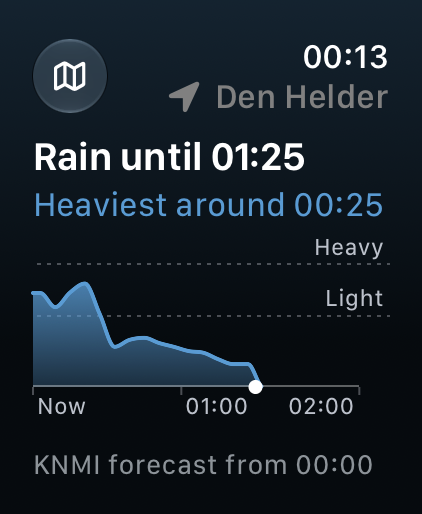 00:13
Den Helder
Rain until 01:25
Heaviest around 00:25
Heavy
Light
Now 01:00 02:00
KNMI forecast from 00:00